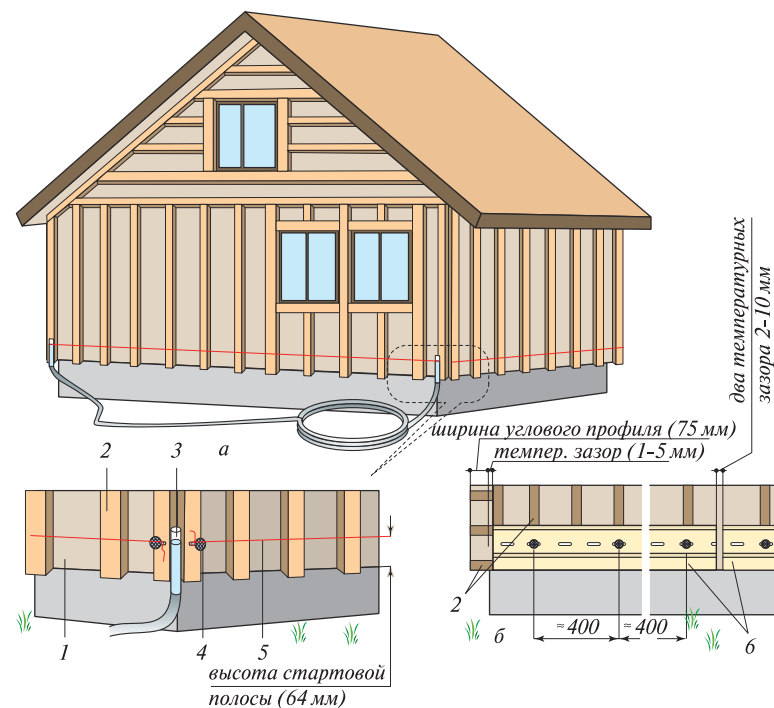 два температурных
зазора 2-10 мм
ширина углового профиля (75 мм)
темпер. зазор (1-5 мм)
а
2
3
1
4
5
высота стартовой
полосы (64 мм)
2
б
≈400
≈400
6